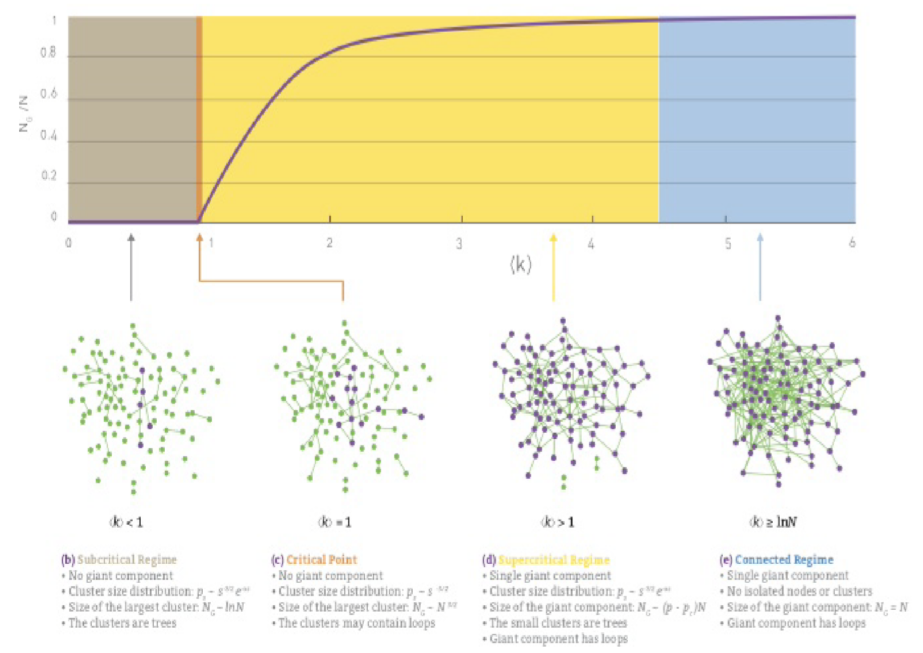 1
0.8
0.6
0.4
0.2
0
N_G /N
0 1 2 3 4 5 6
⟨k⟩
⟨k⟩ < 1
⟨k⟩ = 1
⟨k⟩ > 1
⟨k⟩ ≥ lnN
(b) Subcritical Regime
• No giant component
• Cluster size distribution: p_s ~ s^-3/2 e^-αs
• Size of the largest cluster: N_G ~ lnN
• The clusters are trees
(c) Critical Point
• No giant component
• Cluster size distribution: p_s ~ s^-3/2
• Size of the largest cluster: N_G ~ N^2/3
• The clusters may contain loops
(d) Supercritical Regime
• Single giant component
• Cluster size distribution: p_s ~ s^-3/2 e^-αs
• Size of the giant component: N_G ~ (p - p_c)N
• The small clusters are trees
• Giant component has loops
(e) Connected Regime
• Single giant component
• No isolated nodes or clusters
• Size of the giant component: N_G = N
• Giant component has loops